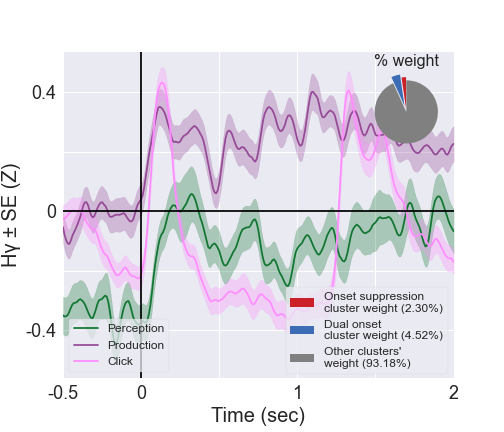 % weight
Hγ ± SE (Z)
0.4
0
-0.4
Perception
Production
Click
Onset suppression
cluster weight (2.30%)
Dual onset
cluster weight (4.52%)
Other clusters'
weight (93.18%)
-0.5
0
1
2
Time (sec)